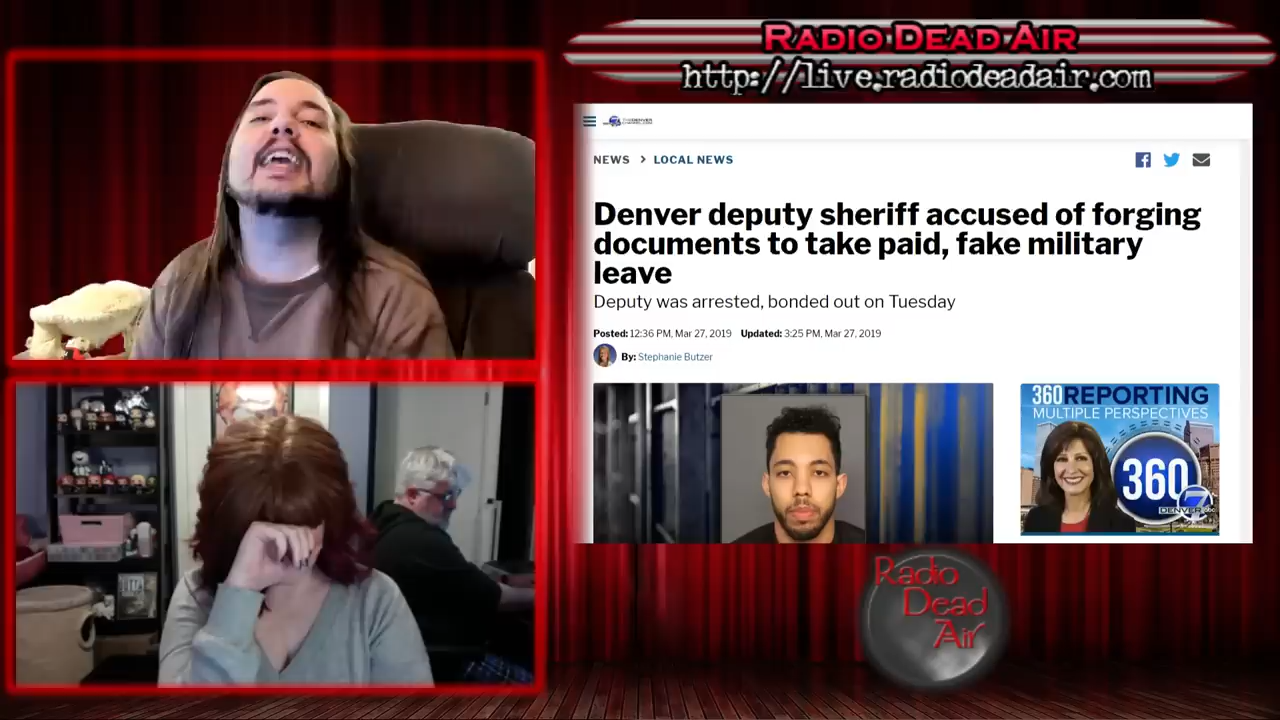 RADIO DEAD AIR
http://live.radiodeadair.com
NEWS > LOCAL NEWS
Denver deputy sheriff accused of forging
documents to take paid, fake military
leave
Deputy was arrested, bonded out on Tuesday
Posted: 12:36 PM, Mar 27, 2019 Updated: 3:25 PM, Mar 27, 2019
By: Stephanie Butzer
360 REPORTING
MULTIPLE PERSPECTIVES
360
DENVER 7 abc
Radio
Dead
Air